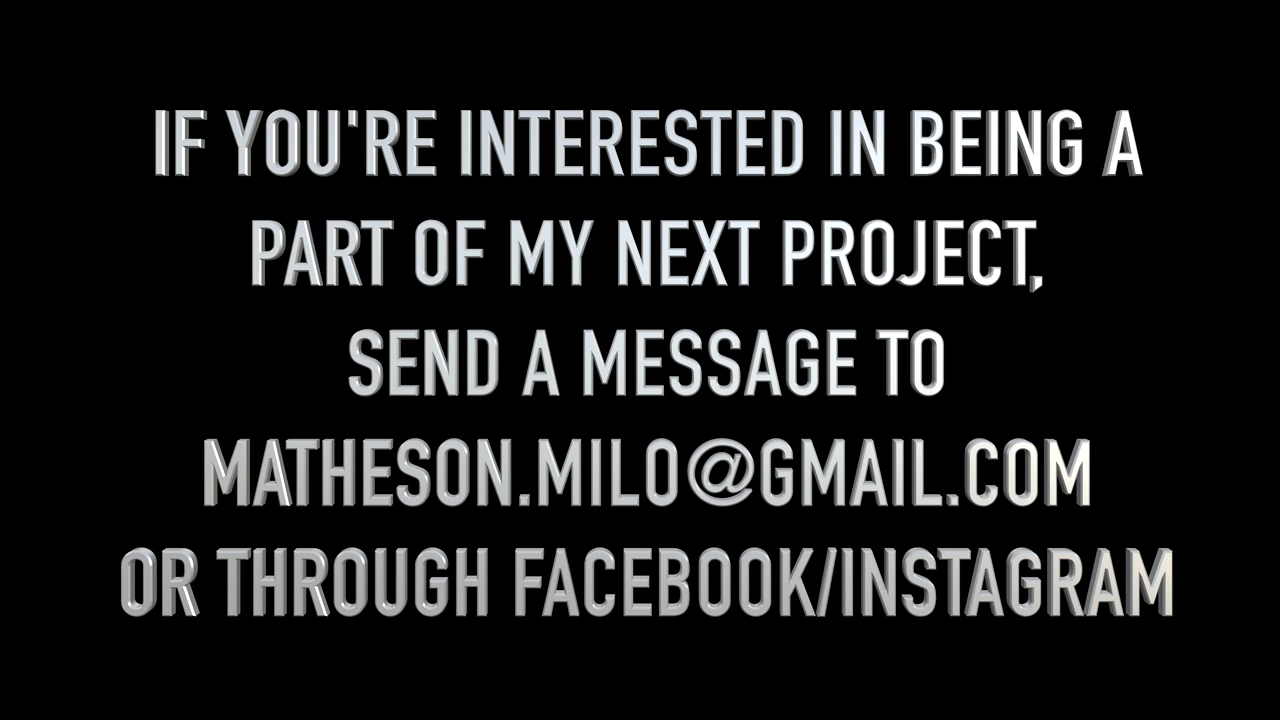 IF YOU'RE INTERESTED IN BEING A
PART OF MY NEXT PROJECT,
SEND A MESSAGE TO
MATHESON.MILO@GMAIL.COM
OR THROUGH FACEBOOK/INSTAGRAM